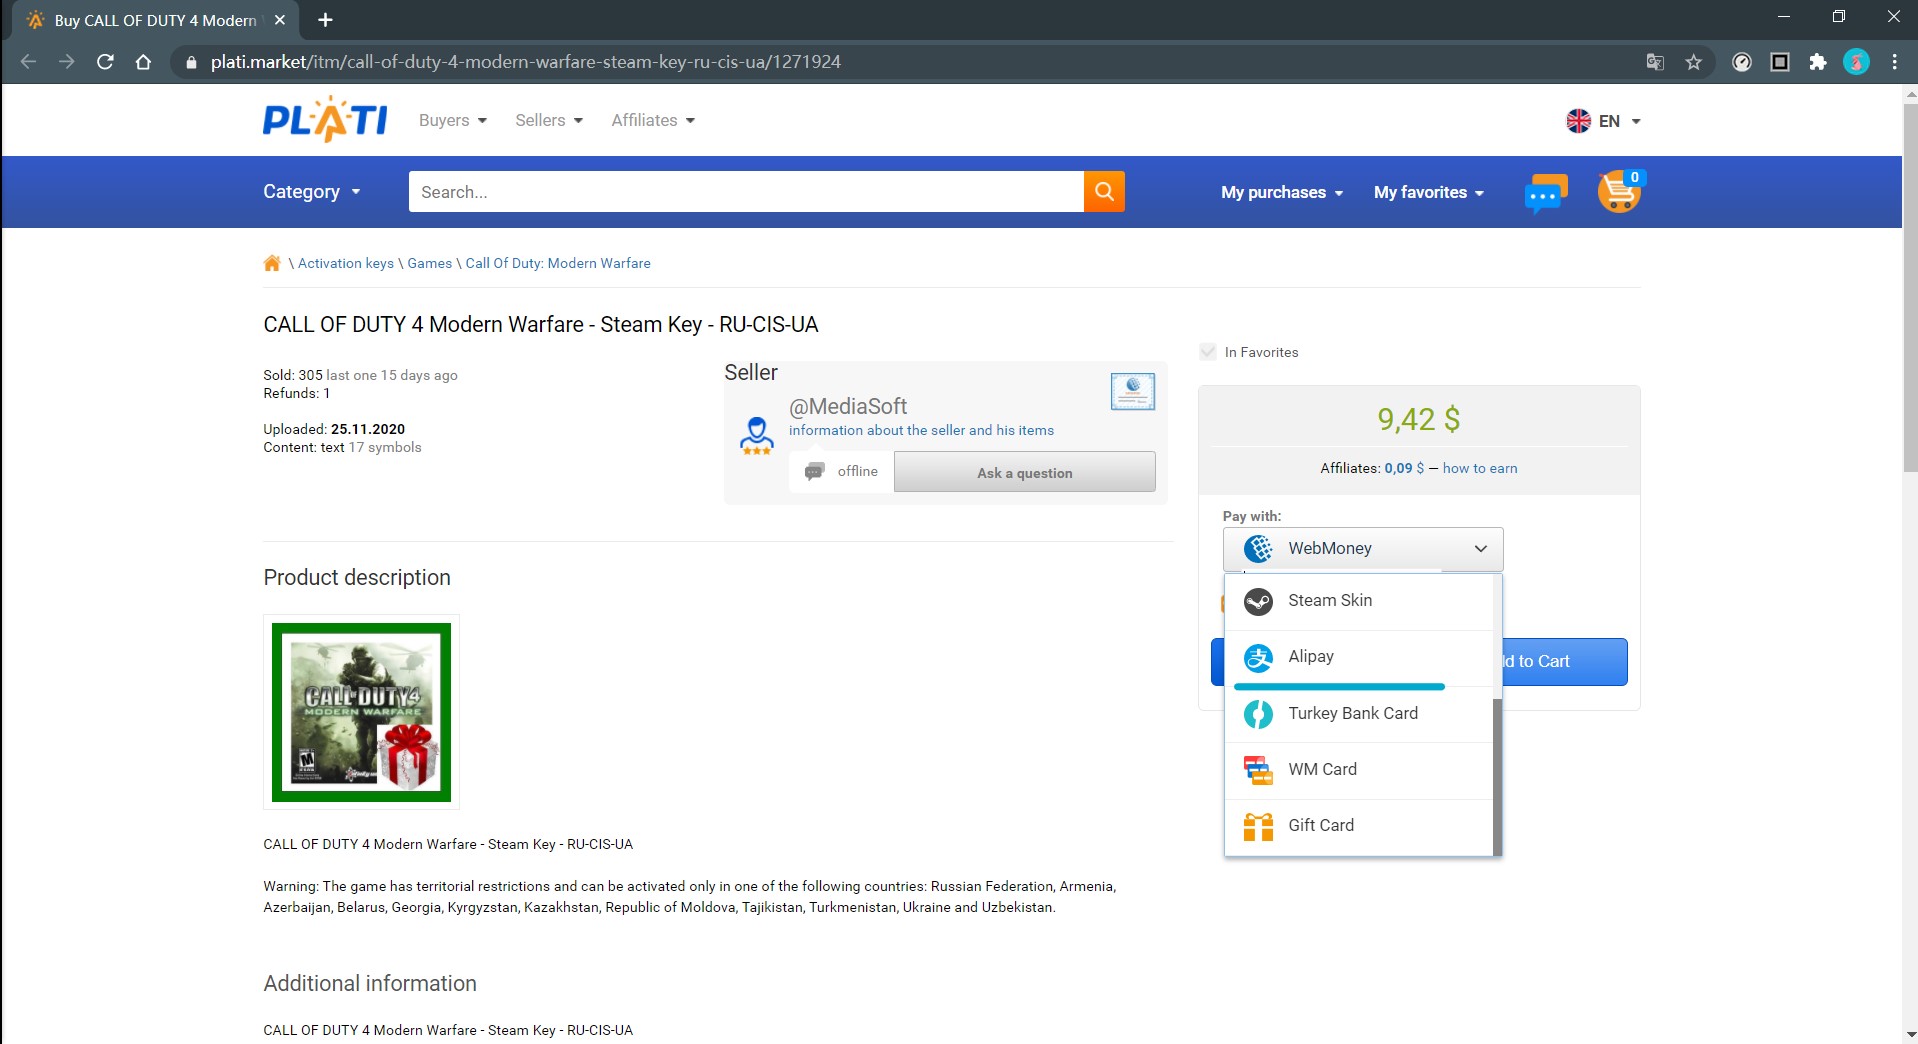 Buy CALL OF DUTY 4 Modern
plati.market/itm/call-of-duty-4-modern-warfare-steam-key-ru-cis-ua/1271924
PLATI
Buyers
Sellers
Affiliates
EN
Category
Search...
My purchases
My favorites
0
\ Activation keys \ Games \ Call Of Duty: Modern Warfare
CALL OF DUTY 4 Modern Warfare - Steam Key - RU-CIS-UA
In Favorites
Sold: 305 last one 15 days ago
Refunds: 1
Uploaded: 25.11.2020
Content: text 17 symbols
Seller
@MediaSoft
information about the seller and his items
offline
Ask a question
9,42 $
Affiliates: 0,09 $ — how to earn
Pay with:
WebMoney
Steam Skin
Alipay
Turkey Bank Card
WM Card
Gift Card
to Cart
Product description
CALL OF DUTY 4
MODERN WARFARE
M
CALL OF DUTY 4 Modern Warfare - Steam Key - RU-CIS-UA
Warning: The game has territorial restrictions and can be activated only in one of the following countries: Russian Federation, Armenia,
Azerbaijan, Belarus, Georgia, Kyrgyzstan, Kazakhstan, Republic of Moldova, Tajikistan, Turkmenistan, Ukraine and Uzbekistan.
Additional information
CALL OF DUTY 4 Modern Warfare - Steam Key - RU-CIS-UA